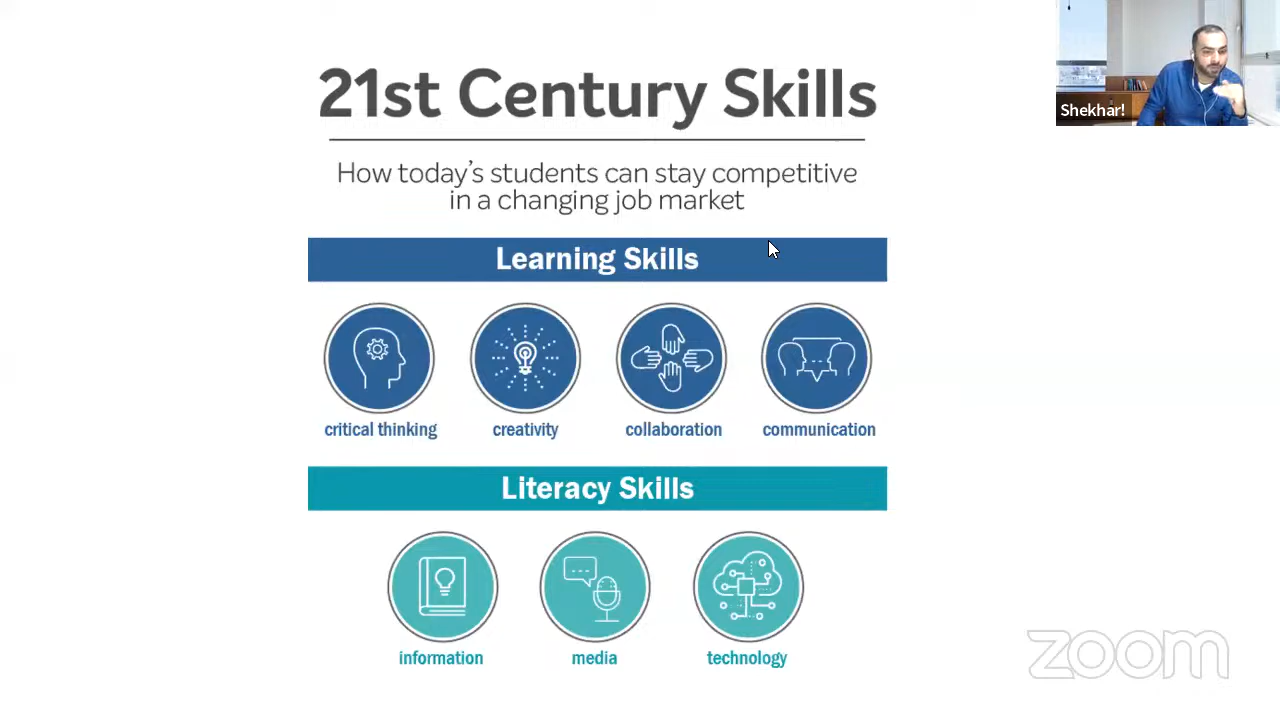 21st Century Skills
How today's students can stay competitive
in a changing job market
Learning Skills
critical thinking
creativity
collaboration
communication
Literacy Skills
information
media
technology
Shekhar!
zoom